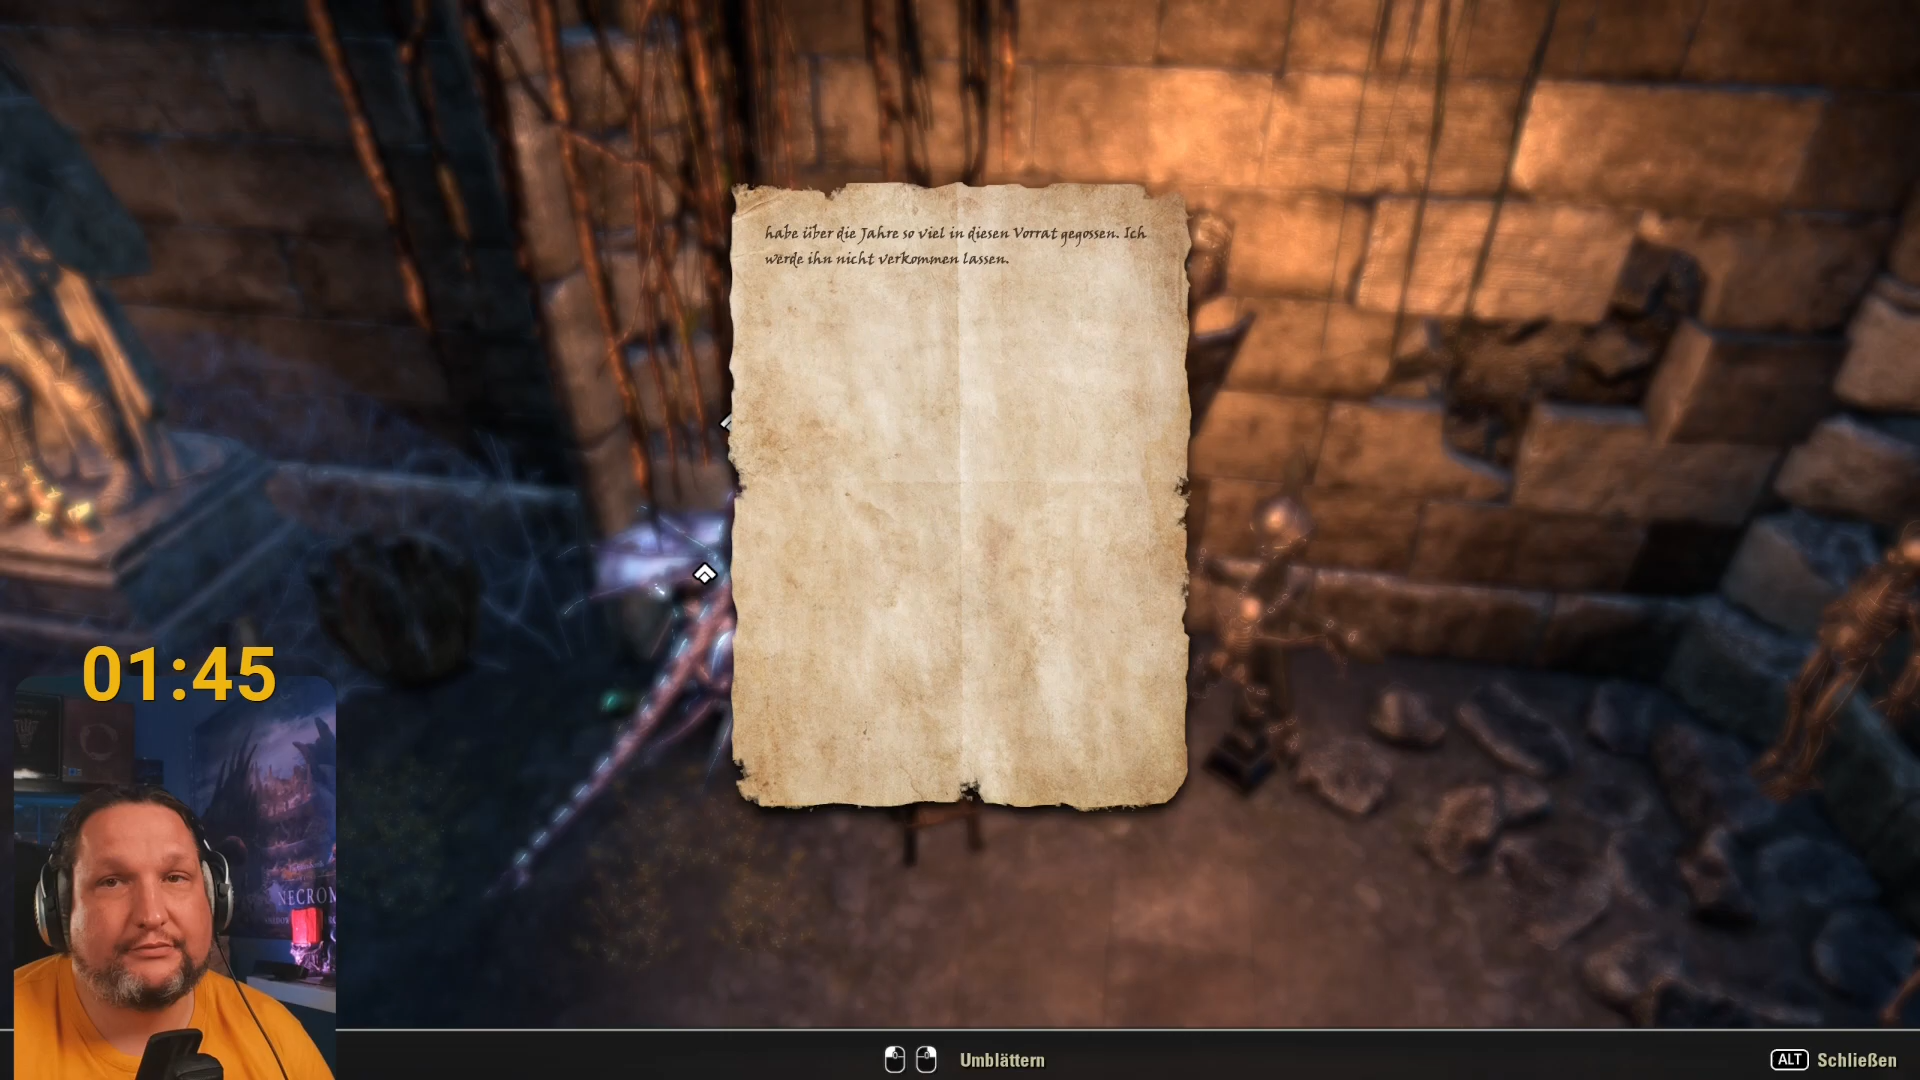 habe über die Jahre so viel in diesen Vorrat gegossen. Ich
werde ihn nicht verkommen lassen.
01:45
NECROM
Umblättern
ALT Schließen